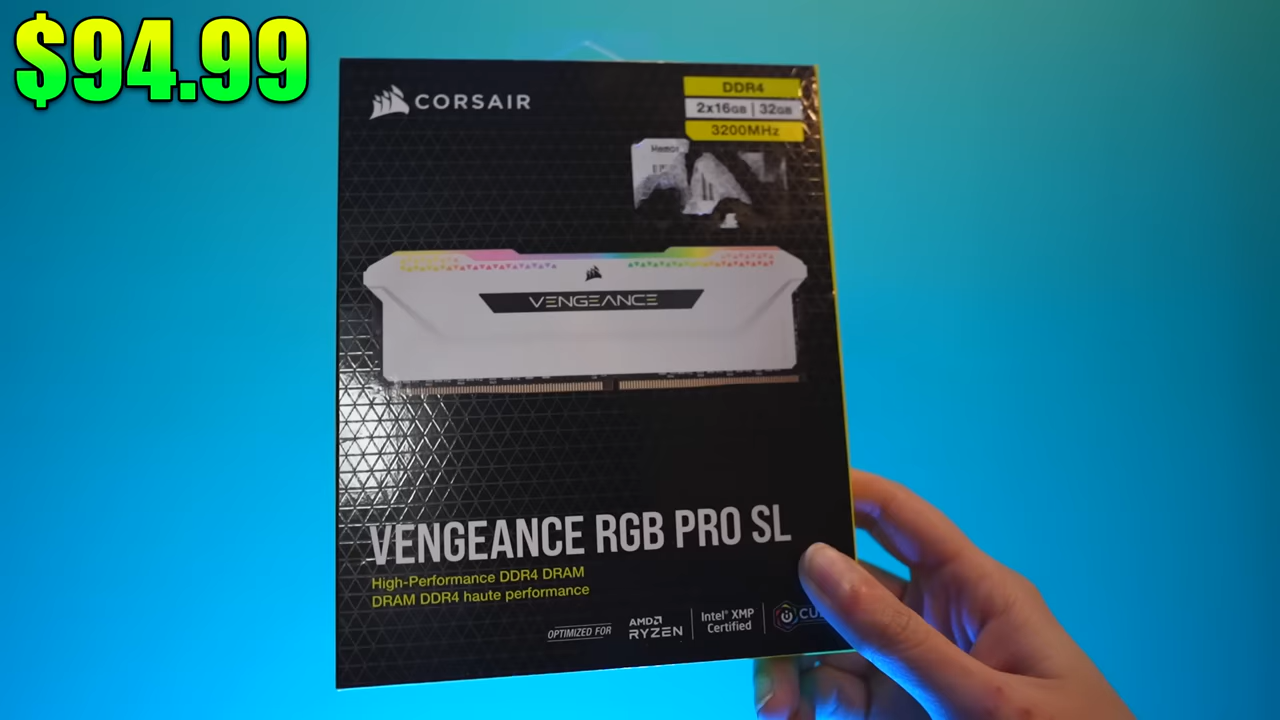 $94.99
CORSAIR
DDR4
2x16GB | 32GB
3200MHz
VENGEANCE
VENGEANCE RGB PRO SL
High-Performance DDR4 DRAM
DRAM DDR4 haute performance
OPTIMIZED FOR
AMD
RYZEN
Intel® XMP
Certified